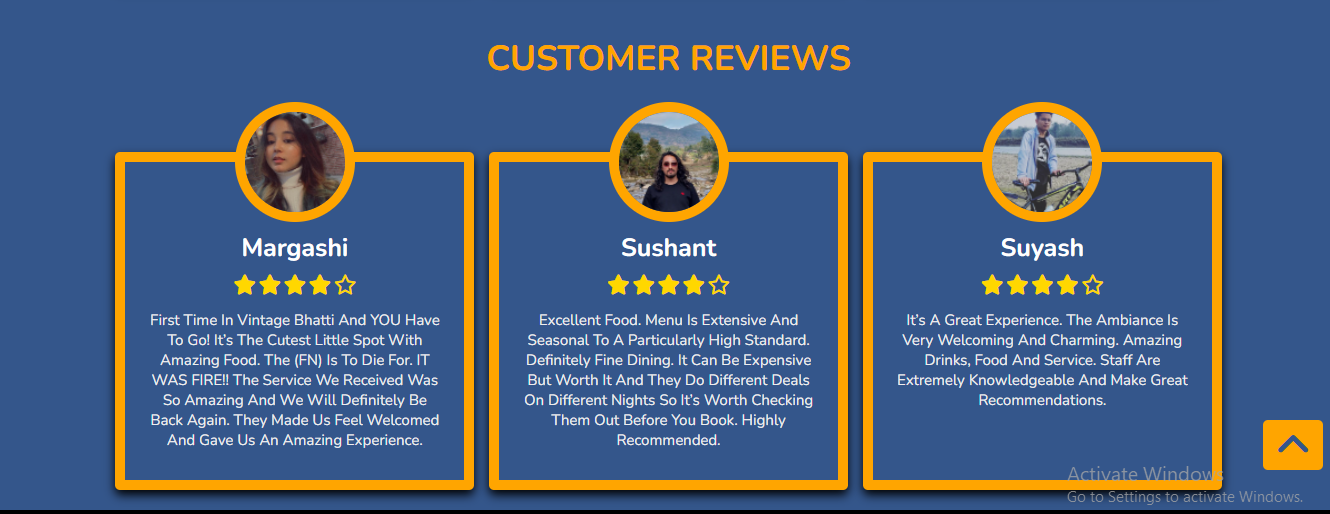 CUSTOMER REVIEWS
Margashi
First Time In Vintage Bhatti And YOU Have
To Go! It's The Cutest Little Spot With
Amazing Food. The (FN) Is To Die For. IT
WAS FIRE!! The Service We Received Was
So Amazing And We Will Definitely Be
Back Again. They Made Us Feel Welcomed
And Gave Us An Amazing Experience.
Sushant
Excellent Food. Menu Is Extensive And
Seasonal To A Particularly High Standard.
Definitely Fine Dining. It Can Be Expensive
But Worth It And They Do Different Deals
On Different Nights So It's Worth Checking
Them Out Before You Book. Highly
Recommended.
Suyash
It's A Great Experience. The Ambiance Is
Very Welcoming And Charming. Amazing
Drinks, Food And Service. Staff Are
Extremely Knowledgeable And Make Great
Recommendations.
Activate Windows
Go to Settings to activate Windows.